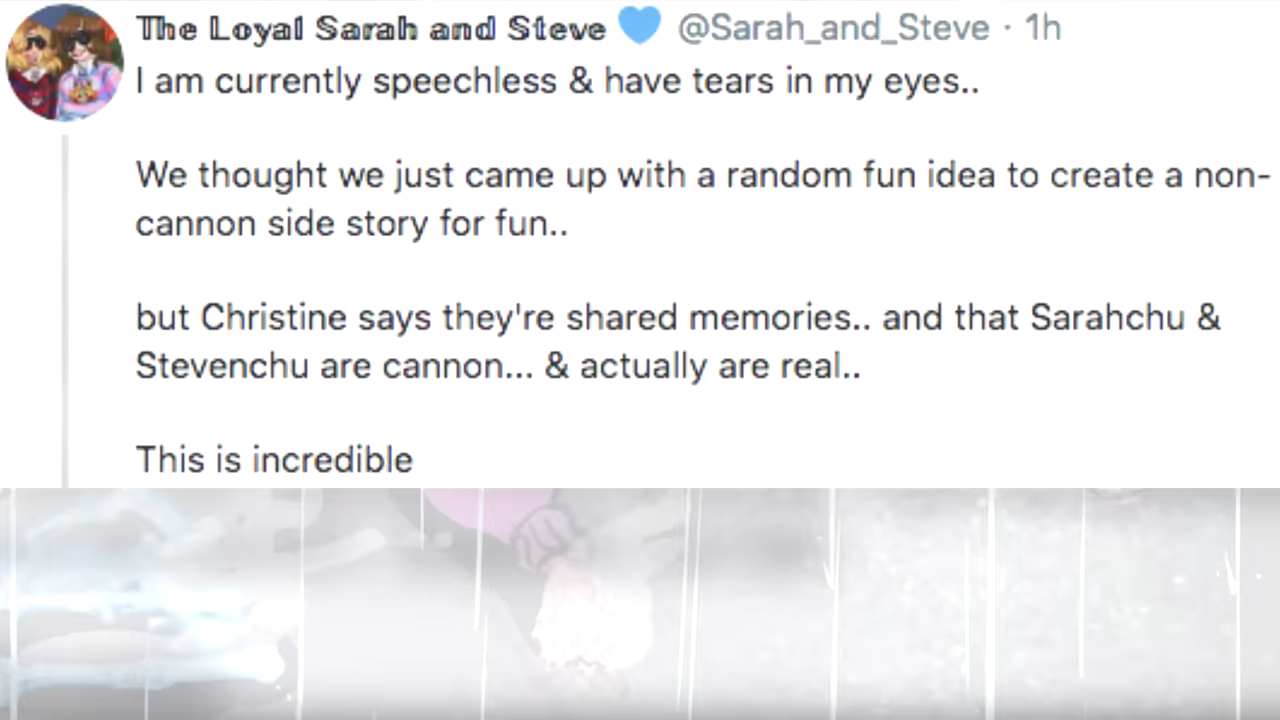 The Loyal Sarah and Steve 💙 @Sarah_and_Steve · 1h
I am currently speechless & have tears in my eyes..
We thought we just came up with a random fun idea to create a non-
cannon side story for fun..
but Christine says they're shared memories.. and that Sarahchu &
Stevenchu are cannon... & actually are real..
This is incredible